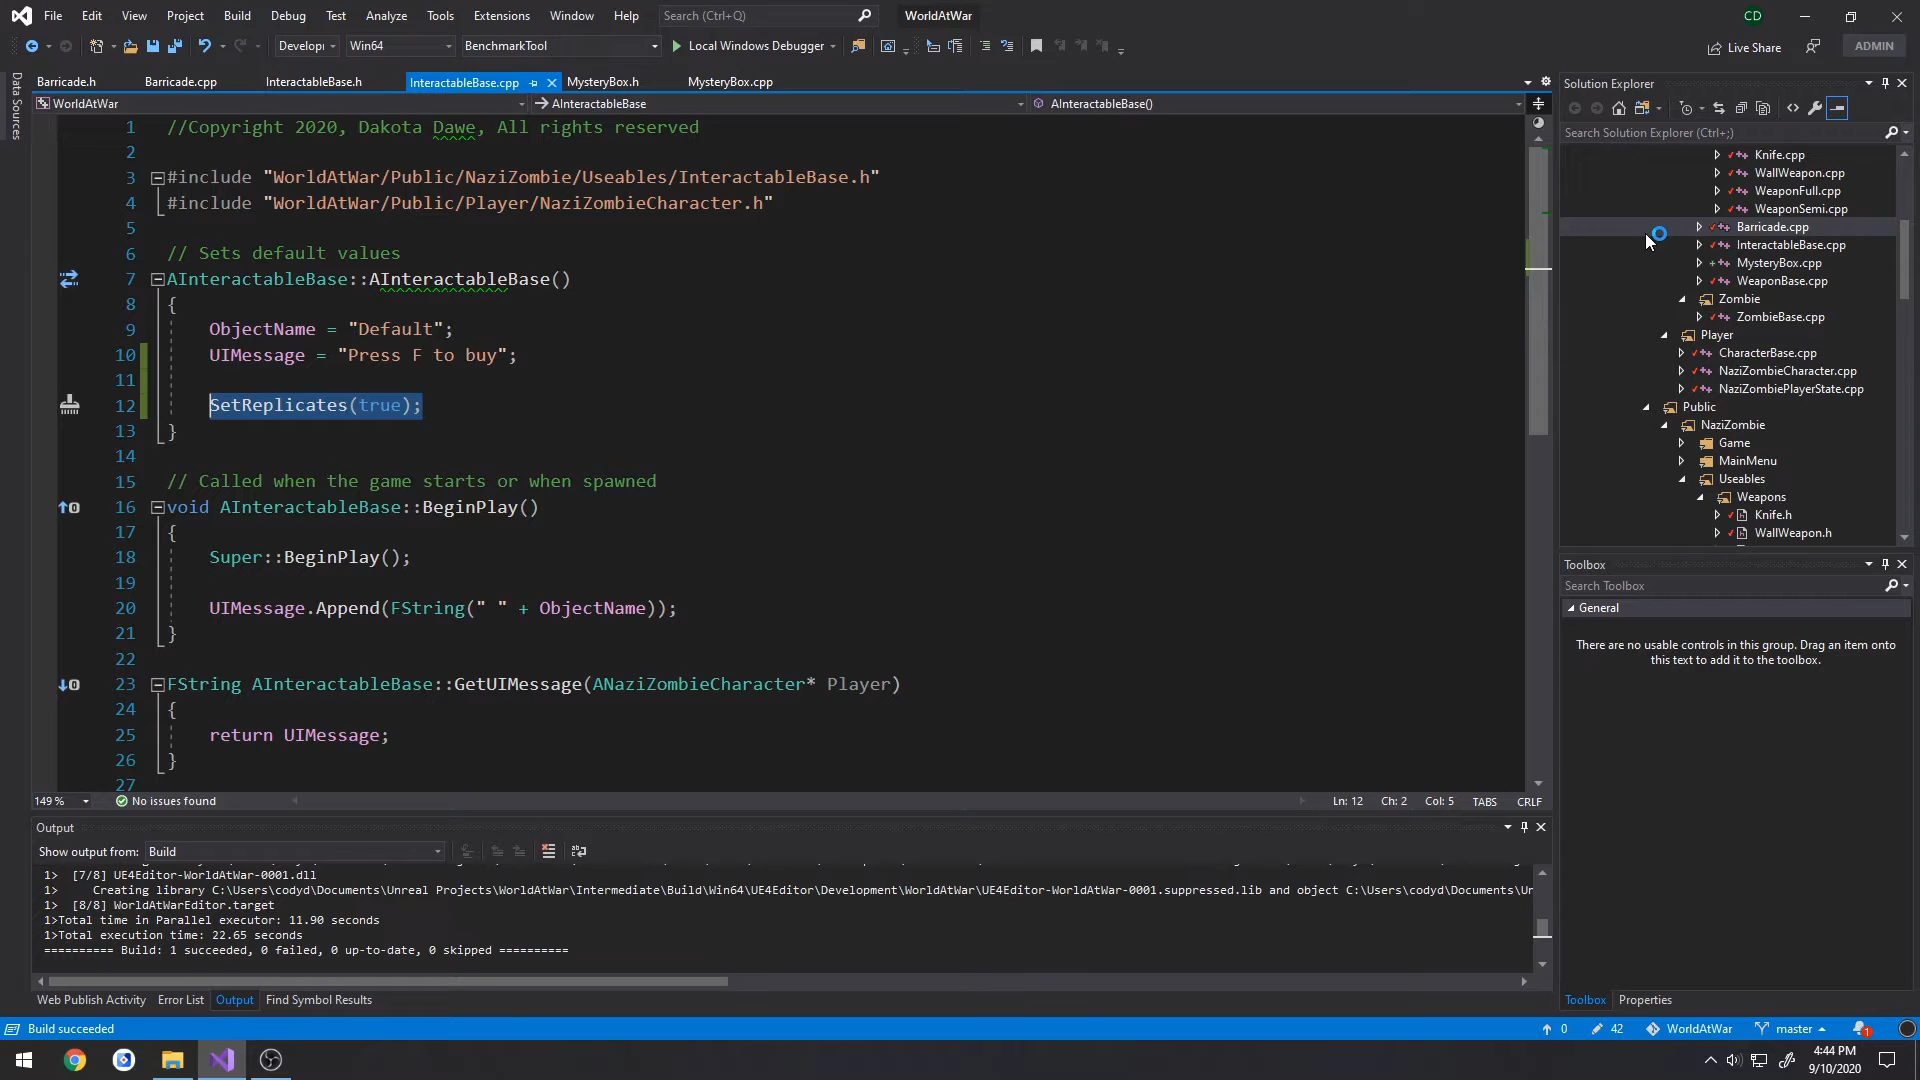 File Edit View Project Build Debug Test Analyze Tools Extensions Window Help Search (Ctrl+Q) WorldAtWar CD
Develop Win64 BenchmarkTool Local Windows Debugger Live Share ADMIN
Data Sources
Barricade.h Barricade.cpp InteractableBase.h InteractableBase.cpp MysteryBox.h MysteryBox.cpp
WorldAtWar AInteractableBase AInteractableBase()
1 //Copyright 2020, Dakota Dawe, All rights reserved
2
3 #include "WorldAtWar/Public/NaziZombie/Useables/InteractableBase.h"
4 #include "WorldAtWar/Public/Player/NaziZombieCharacter.h"
5
6 // Sets default values
7 AInteractableBase::AInteractableBase()
8 {
9 ObjectName = "Default";
10 UIMessage = "Press F to buy";
11
12 SetReplicates(true);
13 }
14
15 // Called when the game starts or when spawned
16 void AInteractableBase::BeginPlay()
17 {
18 Super::BeginPlay();
19
20 UIMessage.Append(FString(" " + ObjectName));
21 }
22
23 FString AInteractableBase::GetUIMessage(ANaziZombieCharacter* Player)
24 {
25 return UIMessage;
26 }
27
149 % No issues found Ln: 12 Ch: 2 Col: 5 TABS CRLF
Output
Show output from: Build
1> [7/8] UE4Editor-WorldAtWar-0001.dll
1> Creating library C:\Users\codyd\Documents\Unreal Projects\WorldAtWar\Intermediate\Build\Win64\UE4Editor\Development\WorldAtWar\UE4Editor-WorldAtWar-0001.suppressed.lib and object C:\Users\codyd\Documents\Ur
1> [8/8] WorldAtWarEditor.target
1>Total time in Parallel executor: 11.90 seconds
1>Total execution time: 22.65 seconds
========== Build: 1 succeeded, 0 failed, 0 up-to-date, 0 skipped ==========
Web Publish Activity Error List Output Find Symbol Results
Solution Explorer
Search Solution Explorer (Ctrl+;)
Knife.cpp
WallWeapon.cpp
WeaponFull.cpp
WeaponSemi.cpp
Barricade.cpp
InteractableBase.cpp
MysteryBox.cpp
WeaponBase.cpp
Zombie
ZombieBase.cpp
Player
CharacterBase.cpp
NaziZombieCharacter.cpp
NaziZombiePlayerState.cpp
Public
NaziZombie
Game
MainMenu
Useables
Weapons
Knife.h
WallWeapon.h
Toolbox
Search Toolbox
General
There are no usable controls in this group. Drag an item onto
this text to add it to the toolbox.
Toolbox Properties
Build succeeded 0 42 WorldAtWar master 1
4:44 PM
9/10/2020